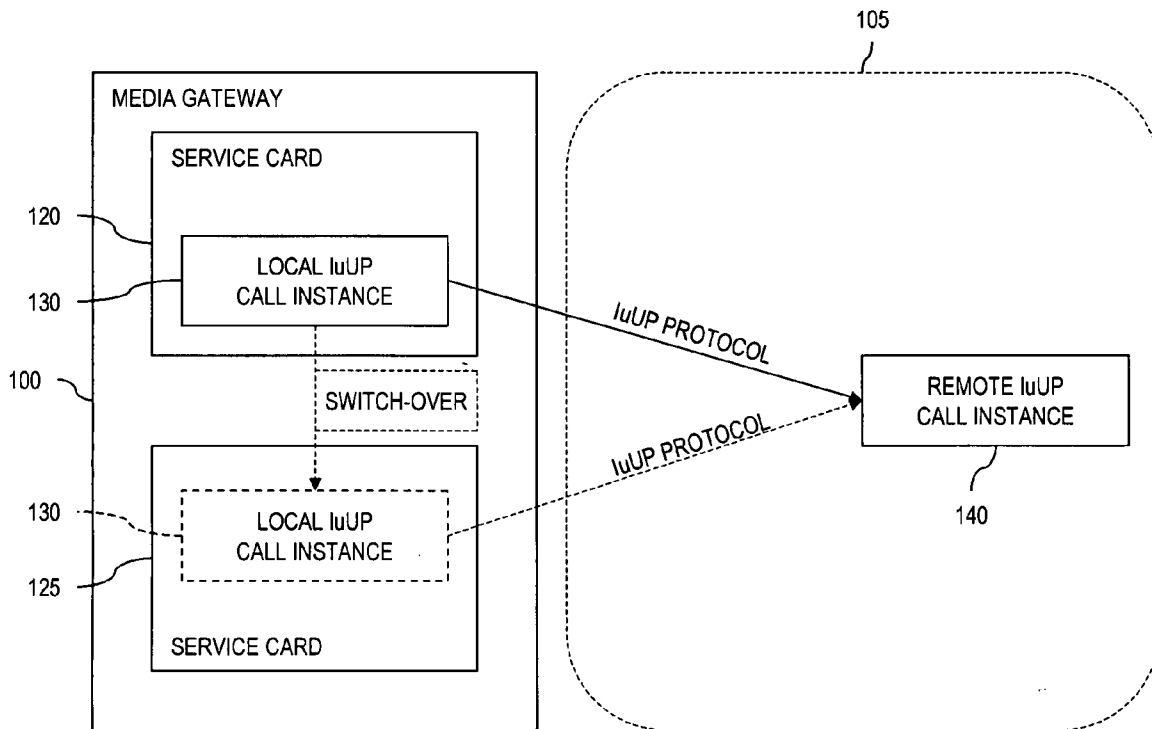 105
MEDIA GATEWAY
SERVICE CARD
120
LOCAL IuUP
CALL INSTANCE
130
IuUP PROTOCOL
100
SWITCH-OVER
REMOTE IuUP
CALL INSTANCE
140
IuUP PROTOCOL
130
LOCAL IuUP
CALL INSTANCE
125
SERVICE CARD